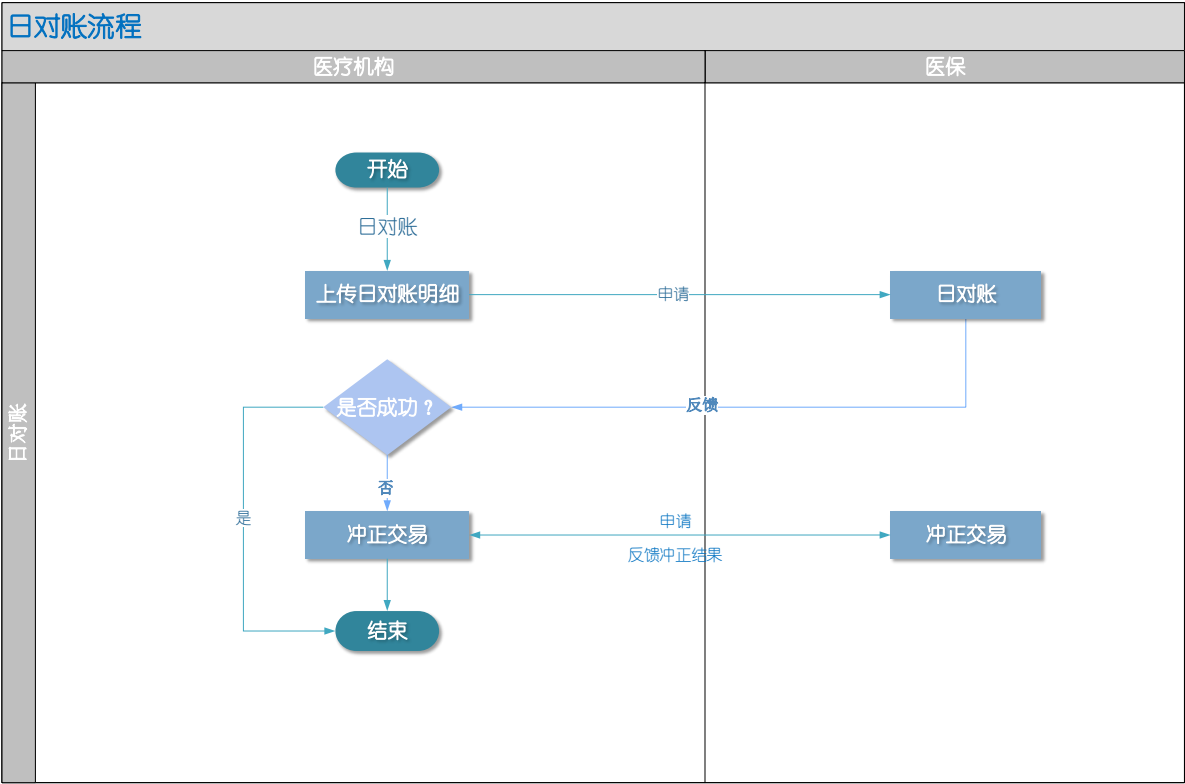 日对账流程
医疗机构
医保
日对账
开始
日对账
上传日对账明细
申请
日对账
是否成功？
反馈
否
是
冲正交易
申请
反馈冲正结果
冲正交易
结束